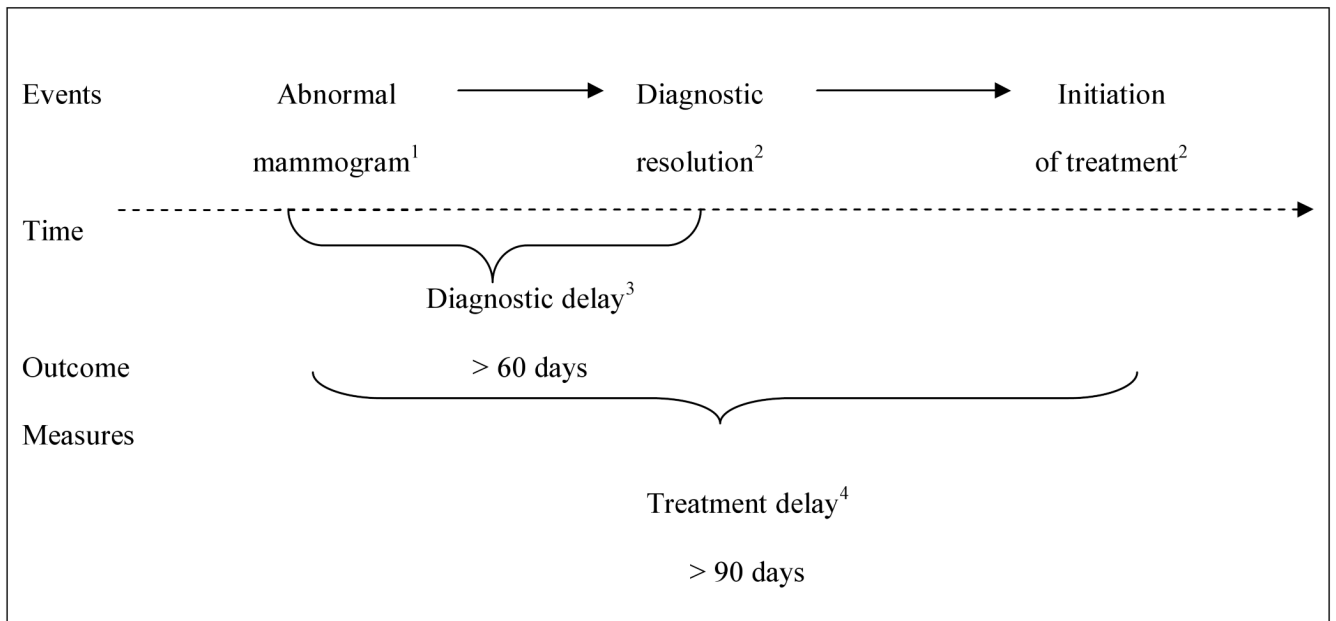 Events Abnormal Diagnostic Initiation
mammogram¹ resolution² of treatment²
Time
Diagnostic delay³
Outcome > 60 days
Measures
Treatment delay⁴
> 90 days